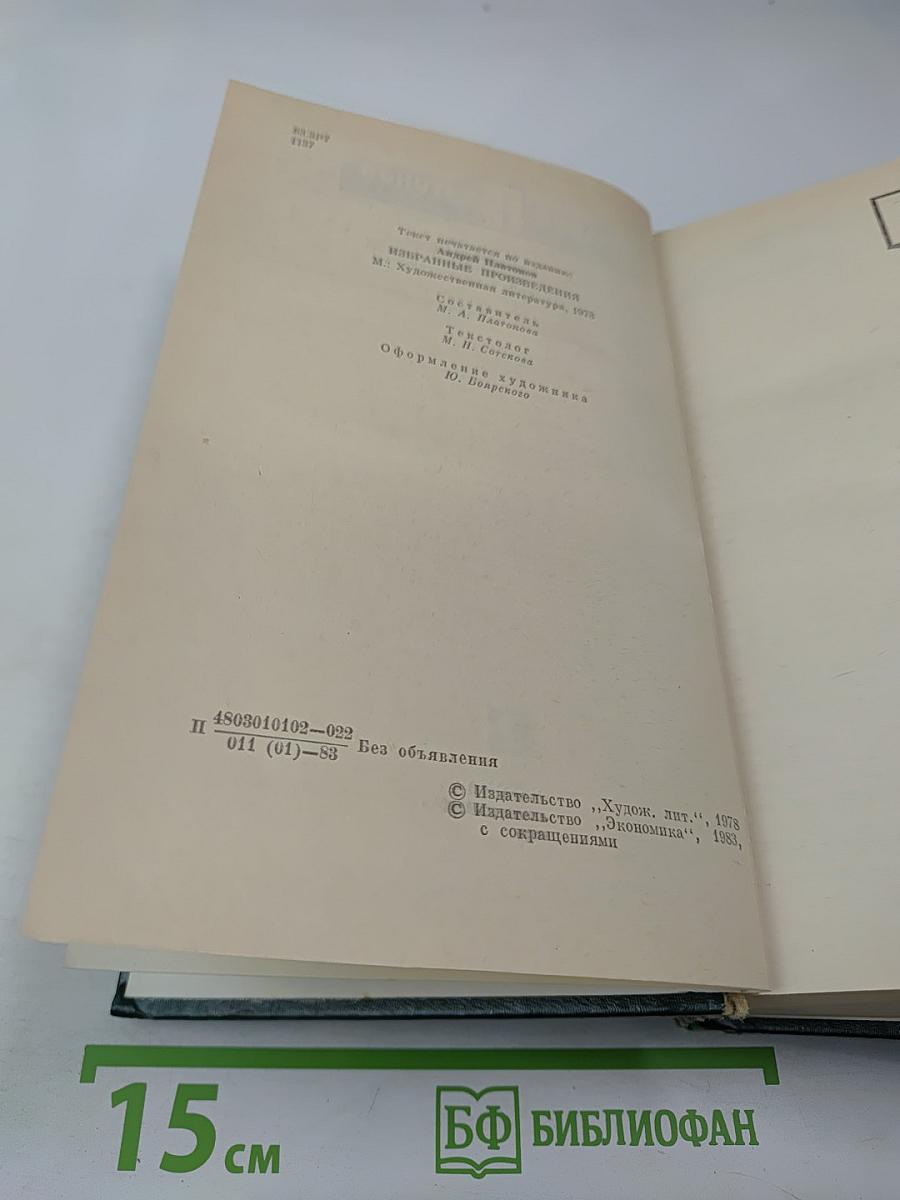 Текст печатается по изданию:
Андрей Платонов
ИЗБРАННЫЕ ПРОИЗВЕДЕНИЯ
М.: Художественная литература, 1978
Составитель
М. А. Платонова
Текстолог
М. Н. Сотскова
Оформление художника
Ю. Боярского
П 4803010102—022
011 (01)—83 Без объявления
© Издательство „Худож. лит.“, 1978
© Издательство „Экономика“, 1983,
с сокращениями
15 см
БФ БИБЛИОФАН